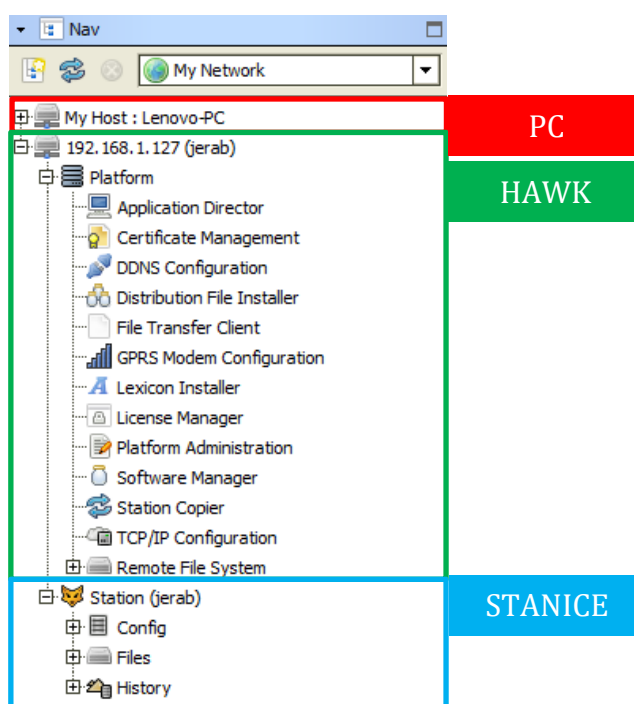 Nav
My Network
My Host : Lenovo-PC
PC
192.168.1.127 (jerab)
Platform
HAWK
Application Director
Certificate Management
DDNS Configuration
Distribution File Installer
File Transfer Client
GPRS Modem Configuration
Lexicon Installer
License Manager
Platform Administration
Software Manager
Station Copier
TCP/IP Configuration
Remote File System
Station (jerab)
STANICE
Config
Files
History